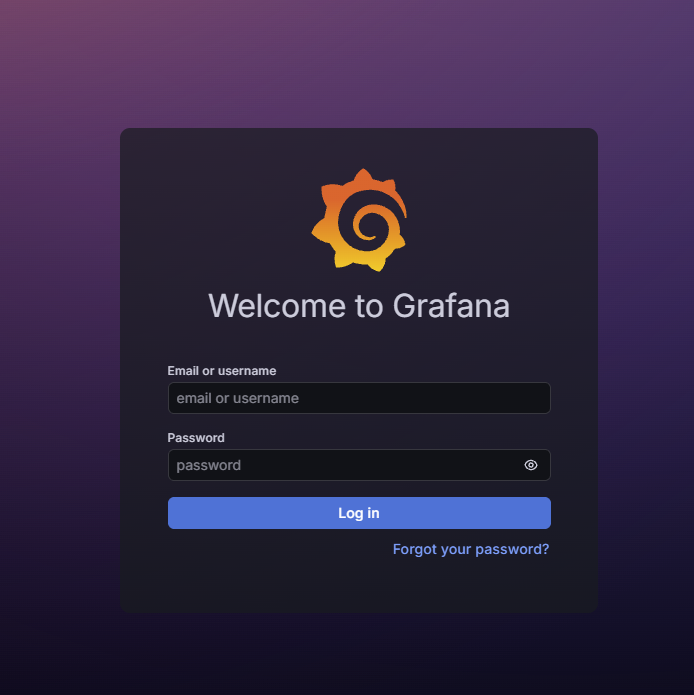 Welcome to Grafana
Email or username
email or username
Password
password
Log in
Forgot your password?